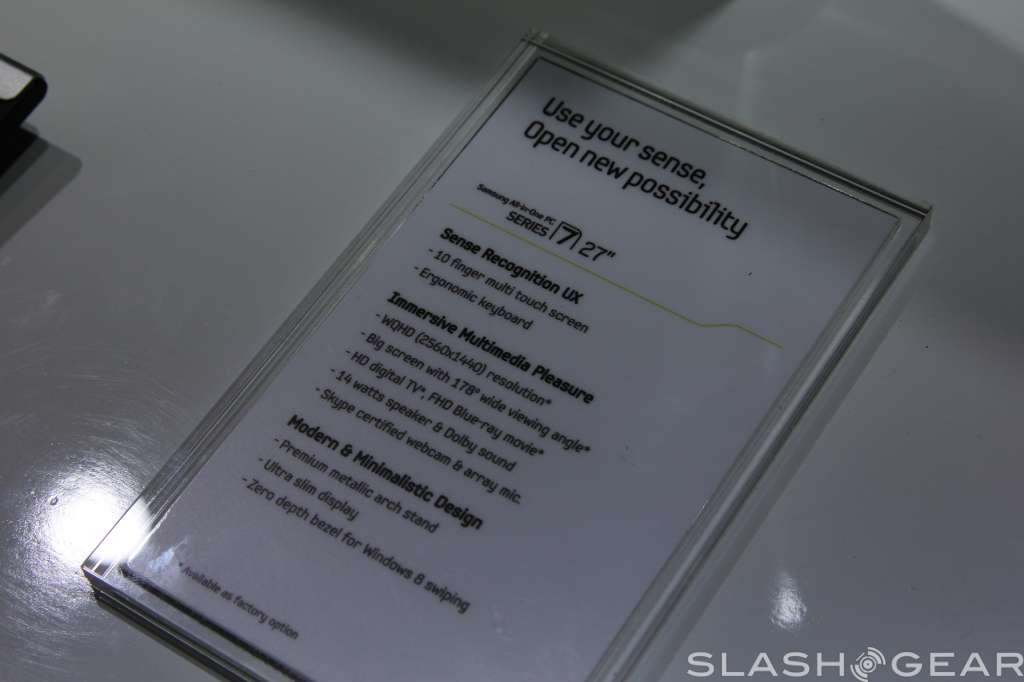 Use your sense,
Open new possibility
Samsung All-in-One PC
SERIES 7 27"
Sense Recognition UX
- 10 finger multi touch screen
- Ergonomic keyboard
Immersive Multimedia Pleasure
- WQHD (2560x1440) resolution*
- Big screen with 178° wide viewing angle*
- HD digital TV*, FHD Blue-ray movie*
- 14 watts speaker & Dolby sound
- Skype certified webcam & array mic.
Modern & Minimalistic Design
- Premium metallic arch stand
- Ultra slim display
- Zero depth bezel for Windows 8 swiping
* Available as factory option
SLASHGEAR